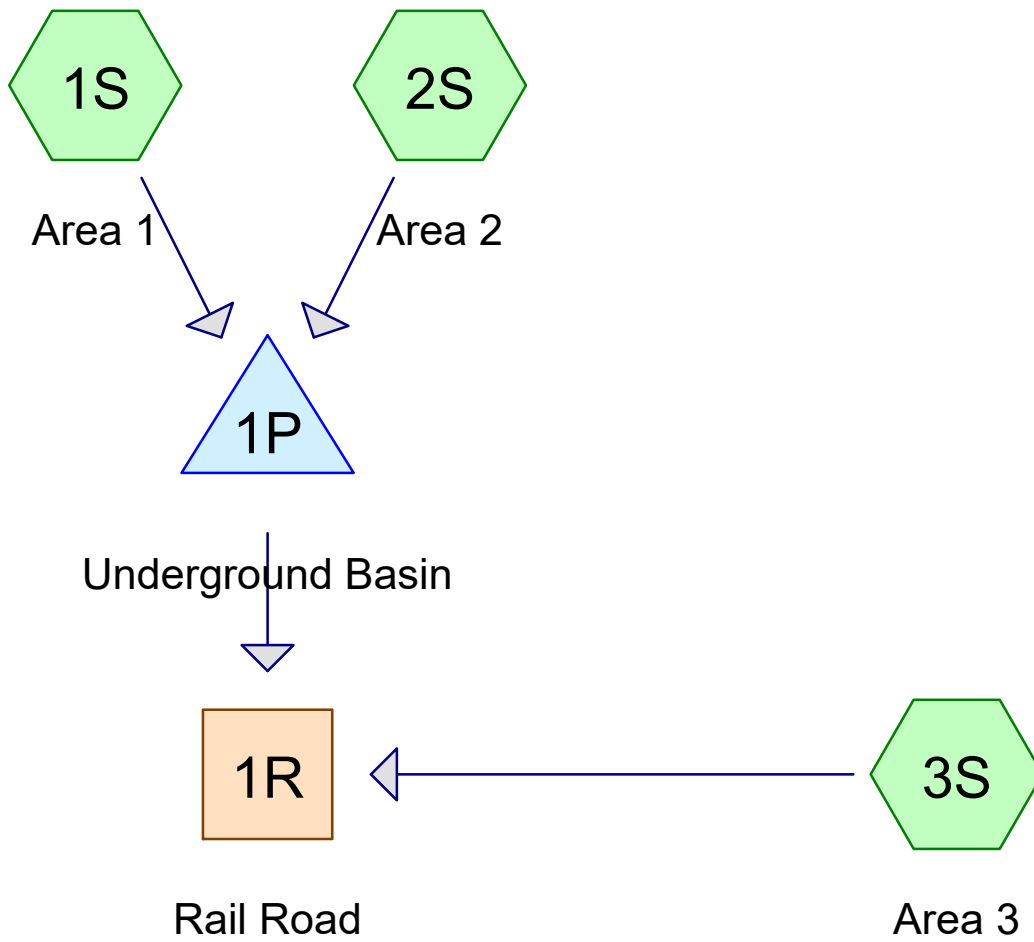 1S
2S
Area 1
Area 2
1P
Underground Basin
1R
3S
Rail Road
Area 3